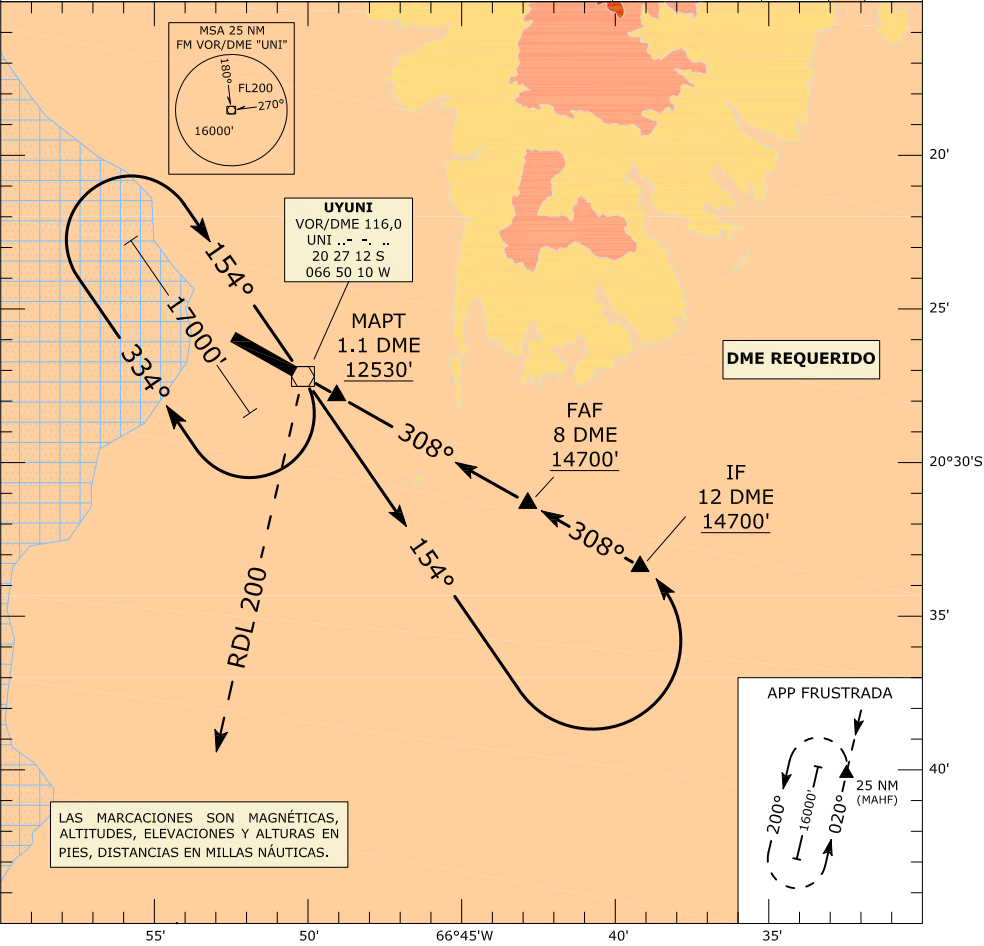 MSA 25 NM
FM VOR/DME "UNI"
180°
FL200
270°
16000'
20'
UYUNI
VOR/DME 116,0
UNI ..- -. ..
20 27 12 S
066 50 10 W
154°
17000'
334°
25'
MAPT
1.1 DME
12530'
DME REQUERIDO
308°
FAF
8 DME
14700'
20°30'S
IF
12 DME
14700'
308°
154°
RDL 200
35'
APP FRUSTRADA
40'
25 NM
(MAHF)
200°
16000'
020°
LAS MARCACIONES SON MAGNÉTICAS,
ALTITUDES, ELEVACIONES Y ALTURAS EN
PIES, DISTANCIAS EN MILLAS NÁUTICAS.
55'
50'
66°45'W
40'
35'